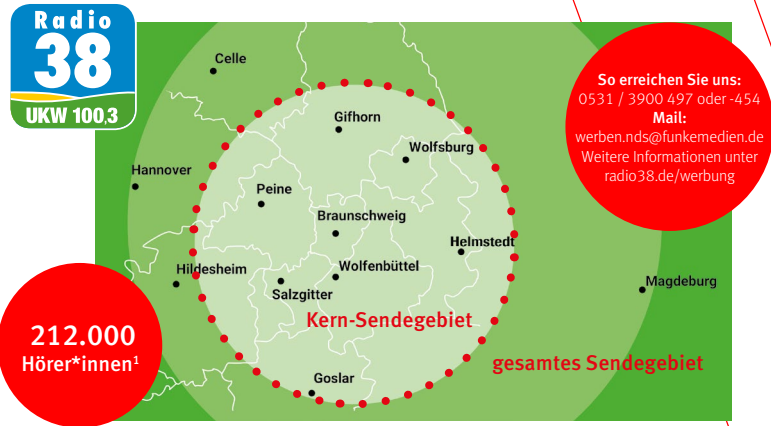 Radio
38
UKW 100,3
So erreichen Sie uns:
0531 / 3900 497 oder -454
Mail:
werben.nds@funkemedien.de
Weitere Informationen unter
radio38.de/werbung
Celle
Gifhorn
Wolfsburg
Hannover
Peine
Braunschweig
Helmstedt
Hildesheim
Wolfenbüttel
Salzgitter
Magdeburg
Kern-Sendegebiet
212.000
Hörer*innen¹
gesamtes Sendegebiet
Goslar